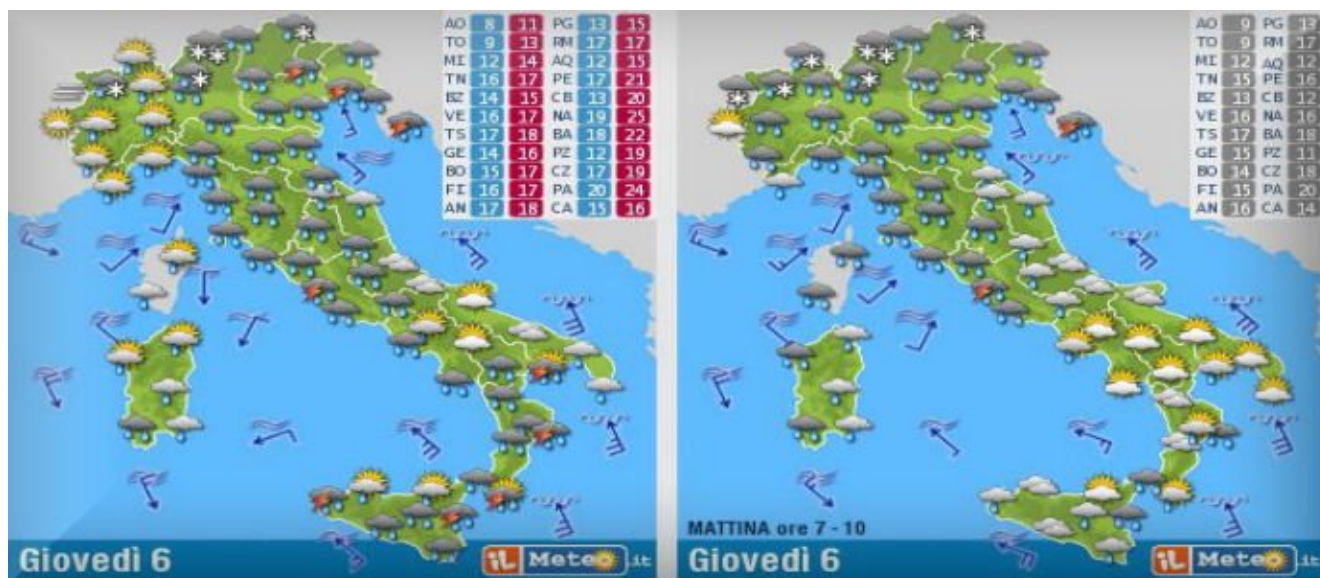 AO 8 11 PG 13 15
TO 9 13 RM 17 17
MI 12 14 AQ 12 15
TN 16 17 PE 17 21
BZ 14 15 CB 13 20
VE 16 17 NA 19 25
TS 17 18 BA 18 22
GE 14 16 PZ 12 19
BO 15 17 CZ 17 19
FI 16 17 PA 20 24
AN 17 18 CA 15 16
Giovedì 6
iL Meteo.it
AO 9 PG 13
TO 9 RM 17
MI 12 AQ 12
TN 15 PE 16
BZ 13 CB 12
VE 16 NA 16
TS 17 BA 18
GE 15 PZ 11
BO 14 CZ 18
FI 15 PA 20
AN 16 CA 14
MATTINA ore 7 - 10
Giovedì 6
iL Meteo.it